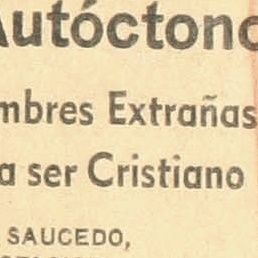 Autóctono
mbres Extrañas
a ser Cristiano
SAUCEDO,